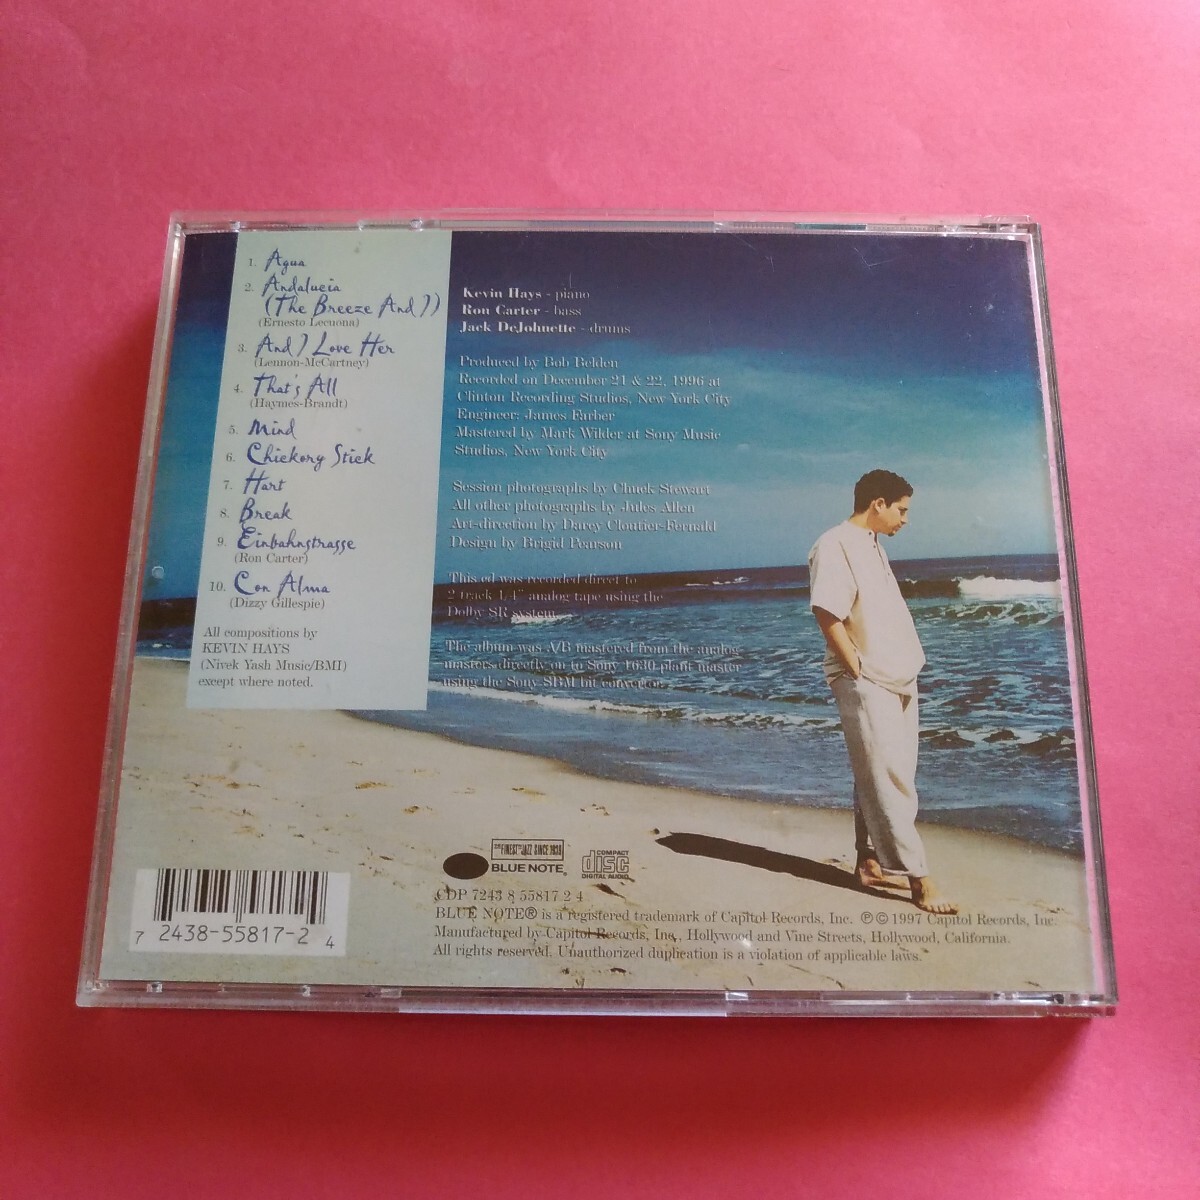 1. Agua
2. Andalucia
(The Breeze And I)
(Ernesto Lecuona)
3. And I Love Her
(Lennon-McCartney)
4. That's All
(Haymes-Brandt)
5. Mind
6. Chickory Stick
7. Hart
8. Break
9. Einbahnstrasse
(Ron Carter)
10. Con Alma
(Dizzy Gillespie)
All compositions by
KEVIN HAYS
(Nivek Yash Music/BMI)
except where noted.
Kevin Hays - piano
Ron Carter - bass
Jack DeJohnette - drums
Produced by Bob Belden
Recorded on December 21 & 22, 1996 at
Clinton Recording Studios, New York City
Engineer: James Farber
Mastered by Mark Wilder at Sony Music
Studios, New York City
Session photographs by Chuck Stewart
All other photographs by Jules Allen
Art-direction by Darcy Cloutier-Fernald
Design by Brigid Pearson
This cd was recorded direct to
2 track 1/4" analog tape using the
Dolby SR system.
The album was A/B mastered from the analog
masters directly on to Sony 1630 plant master
using the Sony SBM bit convertor.
THE FINEST IN JAZZ SINCE 1939
BLUE NOTE
COMPACT
disc
DIGITAL AUDIO
CDP 7243 8 55817 2 4
BLUE NOTE® is a registered trademark of Capitol Records, Inc. ℗ © 1997 Capitol Records, Inc.
Manufactured by Capitol Records, Inc., Hollywood and Vine Streets, Hollywood, California.
All rights reserved. Unauthorized duplication is a violation of applicable laws.
7 2438-55817-2 4